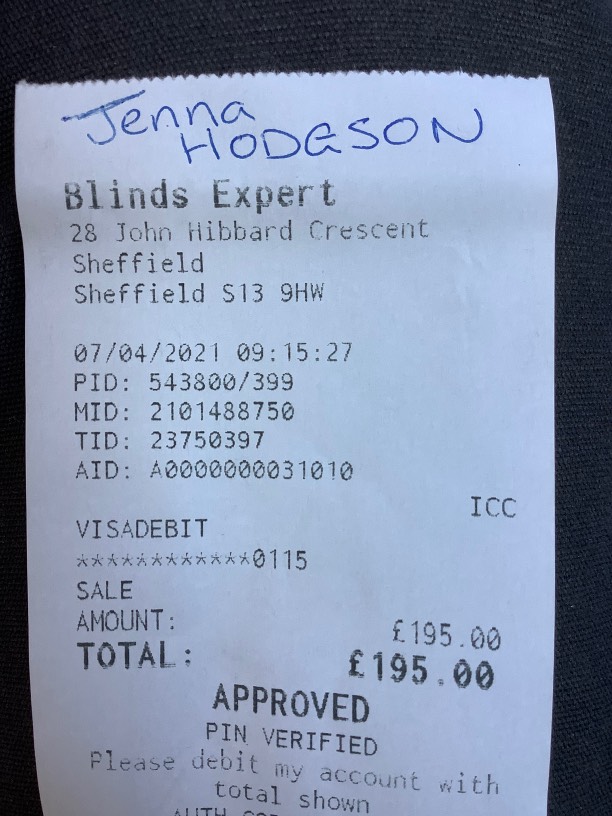 Jenna
HODGSON
Blinds Expert
28 John Hibbard Crescent
Sheffield
Sheffield S13 9HW
07/04/2021 09:15:27
PID: 543800/399
MID: 2101488750
TID: 23750397
AID: A0000000031010
ICC
VISADEBIT
************0115
SALE
AMOUNT: £195.00
TOTAL: £195.00
APPROVED
PIN VERIFIED
Please debit my account with
total shown
AUTH